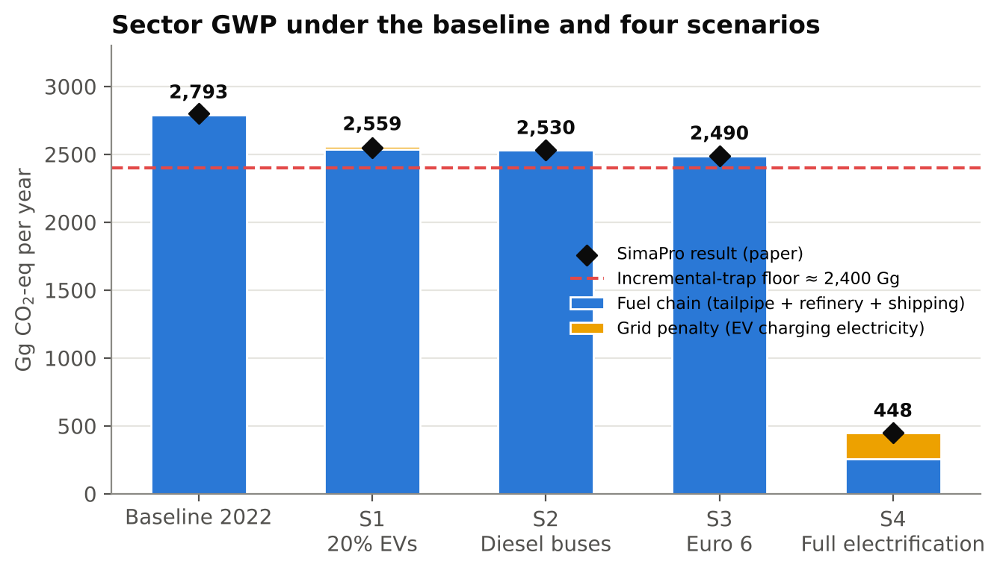 Sector GWP under the baseline and four scenarios
Gg CO₂-eq per year
3000
2500
2000
1500
1000
500
0
2,793
2,559
2,530
2,490
448
SimaPro result (paper)
Incremental-trap floor ≈ 2,400 Gg
Fuel chain (tailpipe + refinery + shipping)
Grid penalty (EV charging electricity)
Baseline 2022
S1
20% EVs
S2
Diesel buses
S3
Euro 6
S4
Full electrification